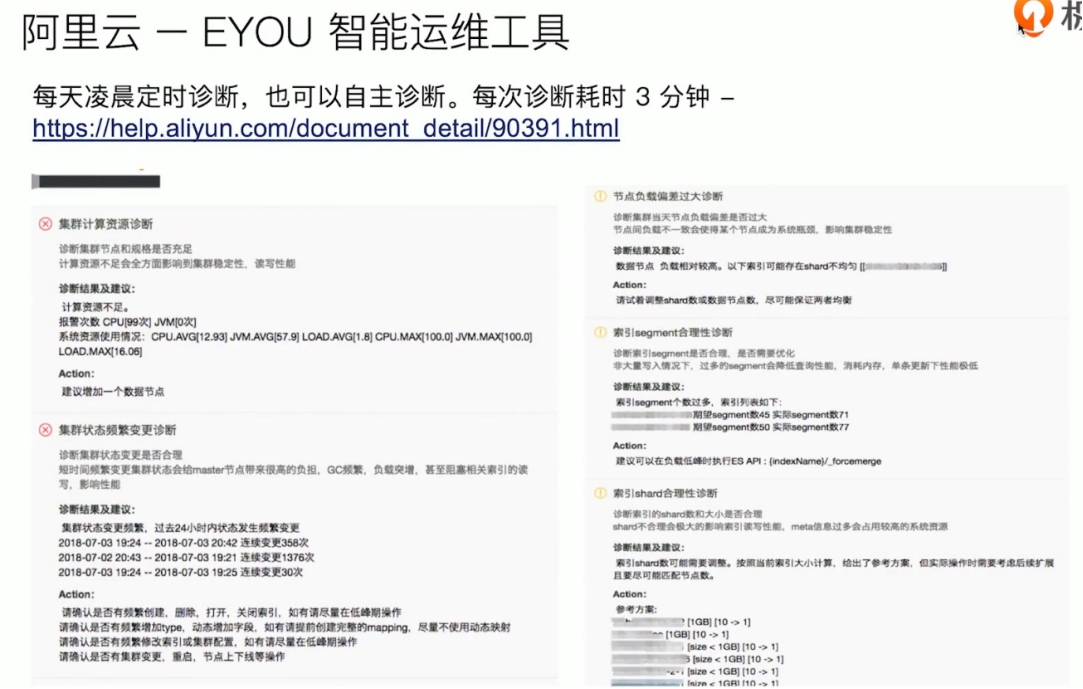 阿里云 — EYOU 智能运维工具
极
每天凌晨定时诊断，也可以自主诊断。每次诊断耗时 3 分钟 –
https://help.aliyun.com/document_detail/90391.html
集群计算资源诊断
诊断集群节点和规格是否充足
计算资源不足会全方面影响到集群稳定性，读写性能
诊断结果及建议:
计算资源不足。
报警次数 CPU[99次] JVM[0次]
系统资源使用情况: CPU.AVG[12.93] JVM.AVG[57.9] LOAD.AVG[1.8] CPU.MAX[100.0] JVM.MAX[100.0]
LOAD.MAX[16.06]
Action:
建议增加一个数据节点
集群状态频繁变更诊断
诊断集群状态变更是否合理
短时间频繁变更集群状态会给master节点带来很高的负担，GC频繁，负载突增，甚至阻塞相关索引的读
写，影响性能
诊断结果及建议:
集群状态变更频繁，过去24小时内状态发生频繁变更
2018-07-03 19:24 -- 2018-07-03 20:42 连续变更358次
2018-07-02 20:43 -- 2018-07-03 19:21 连续变更1376次
2018-07-03 19:24 -- 2018-07-03 19:25 连续变更30次
Action:
请确认是否有频繁创建，删除，打开，关闭索引，如有请尽量在低峰期操作
请确认是否有频繁增加type，动态增加字段，如有请提前创建完整的mapping，尽量不使用动态映射
请确认是否有频繁修改索引或集群配置，如有请尽量在低峰期操作
请确认是否有集群变更，重启，节点上下线等操作
节点负载偏差过大诊断
诊断集群当天节点负载偏差是否过大
节点间负载不一致会使得某个节点成为系统瓶颈，影响集群稳定性
诊断结果及建议:
数据节点 负载相对较高。以下索引可能存在shard不均匀 [[ ]]
Action:
请试着调整shard数或数据节点数，尽可能保证两者均衡
索引segment合理性诊断
诊断索引segment是否合理，是否需要优化
非大量写入情况下，过多的segment会降低查询性能，消耗内存，单条更新下性能极低
诊断结果及建议:
索引segment个数过多，索引列表如下:
期望segment数45 实际segment数71
期望segment数50 实际segment数77
Action:
建议可以在负载低峰时执行ES API : {indexName}/_forcemerge
索引shard合理性诊断
诊断索引的shard数和大小是否合理
shard不合理会极大的影响索引读写性能，meta信息过多会占用较高的系统资源
诊断结果及建议:
索引shard数可能需要调整。按照当前索引大小计算，给出了参考方案，但实际操作时需要考虑后续扩展
且要尽可能匹配节点数。
Action:
参考方案:
[1GB] [10 -> 1]
[1GB] [10 -> 1]
[size < 1GB] [10 -> 1]
[size < 1GB] [10 -> 1]
[size < 1GB] [10 -> 1]
[size < 1GB] [10 -> 1]